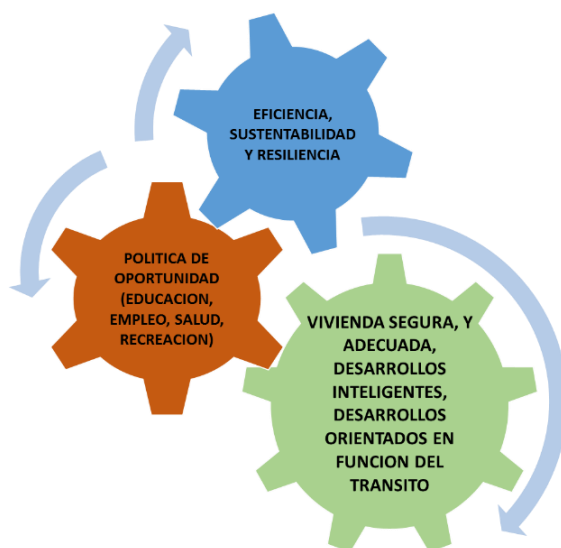 EFICIENCIA,
SUSTENTABILIDAD
Y RESILIENCIA
POLITICA DE
OPORTUNIDAD
(EDUCACION,
EMPLEO, SALUD,
RECREACION)
VIVIENDA SEGURA, Y
ADECUADA,
DESARROLLOS
INTELIGENTES,
DESARROLLOS
ORIENTADOS EN
FUNCION DEL
TRANSITO